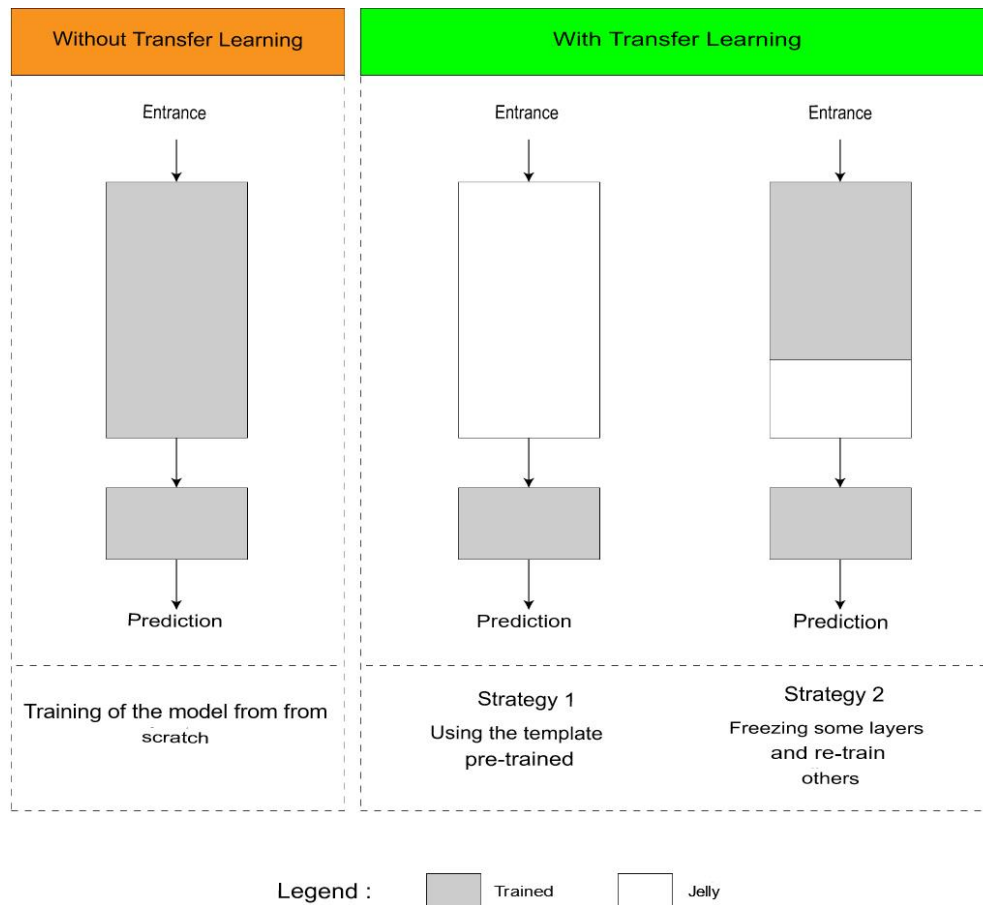 Without Transfer Learning
With Transfer Learning
Entrance
Entrance
Entrance
Prediction
Prediction
Prediction
Training of the model from from
scratch
Strategy 1
Using the template
pre-trained
Strategy 2
Freezing some layers
and re-train
others
Legend :
Trained
Jelly